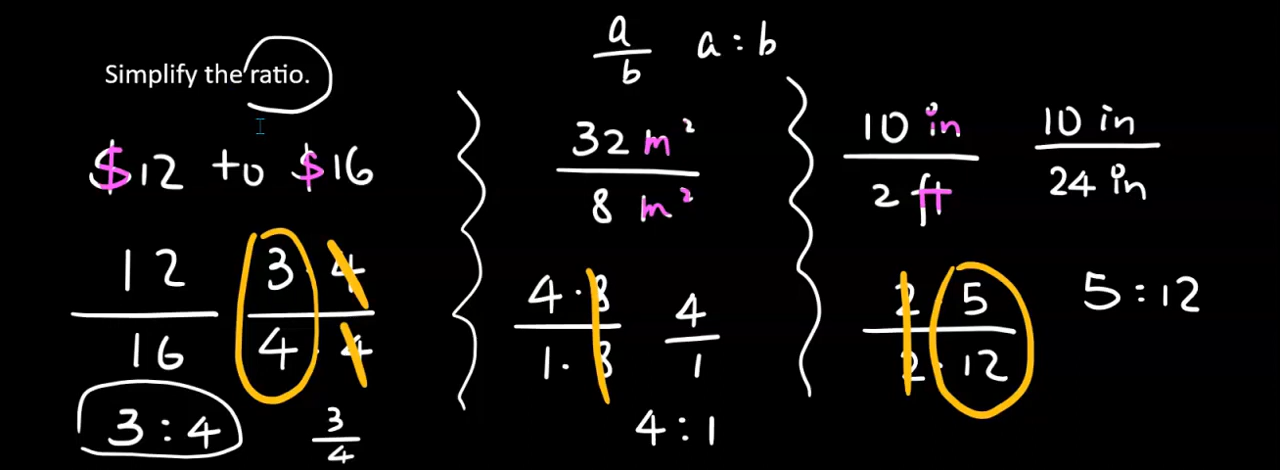 Simplify the ratio.
a/b a : b
$12 to $16
12/16 3 · 4/4 · 4
3 : 4 3/4
32 m²/8 m²
4 · 8/1 · 8 4/1
4 : 1
10 in/2 ft 10 in/24 in
2 · 5/2 · 12 5 : 12